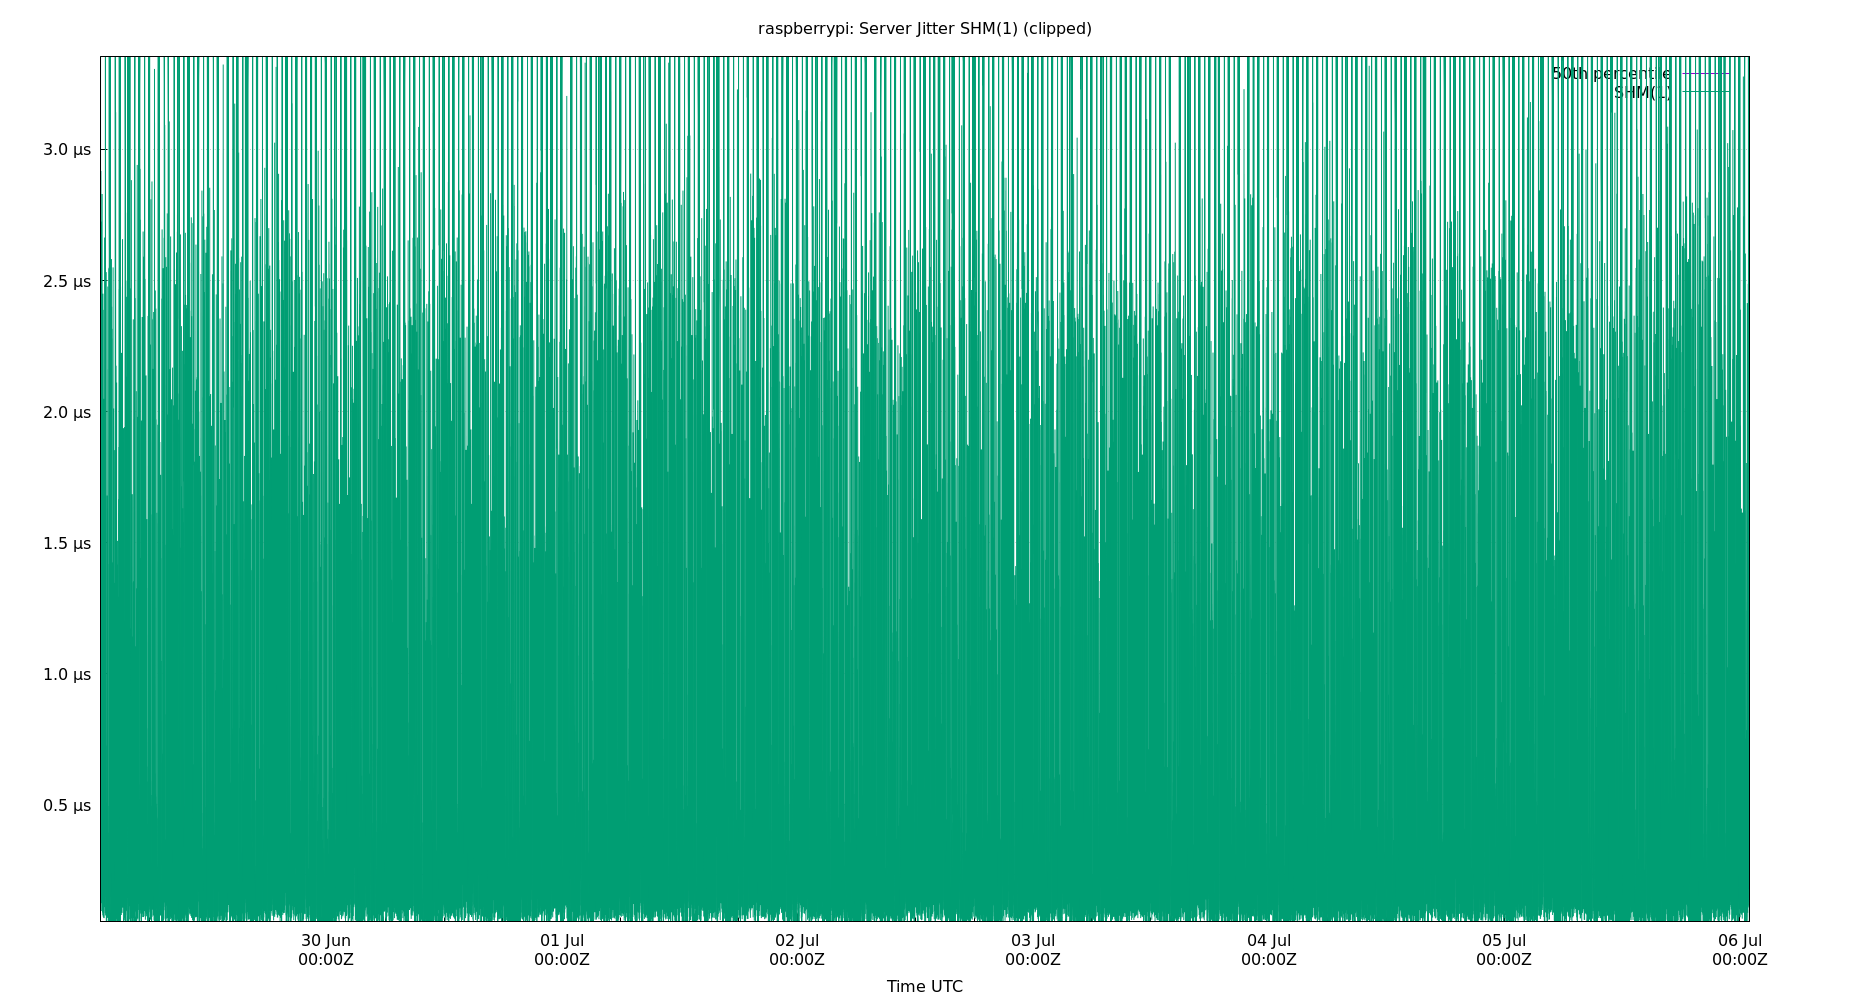 raspberrypi: Server Jitter SHM(1) (clipped)
50th percentile
SHM(1)
3.0 µs
2.5 µs
2.0 µs
1.5 µs
1.0 µs
0.5 µs
30 Jun 01 Jul 02 Jul 03 Jul 04 Jul 05 Jul 06 Jul
00:00Z 00:00Z 00:00Z 00:00Z 00:00Z 00:00Z 00:00Z
Time UTC